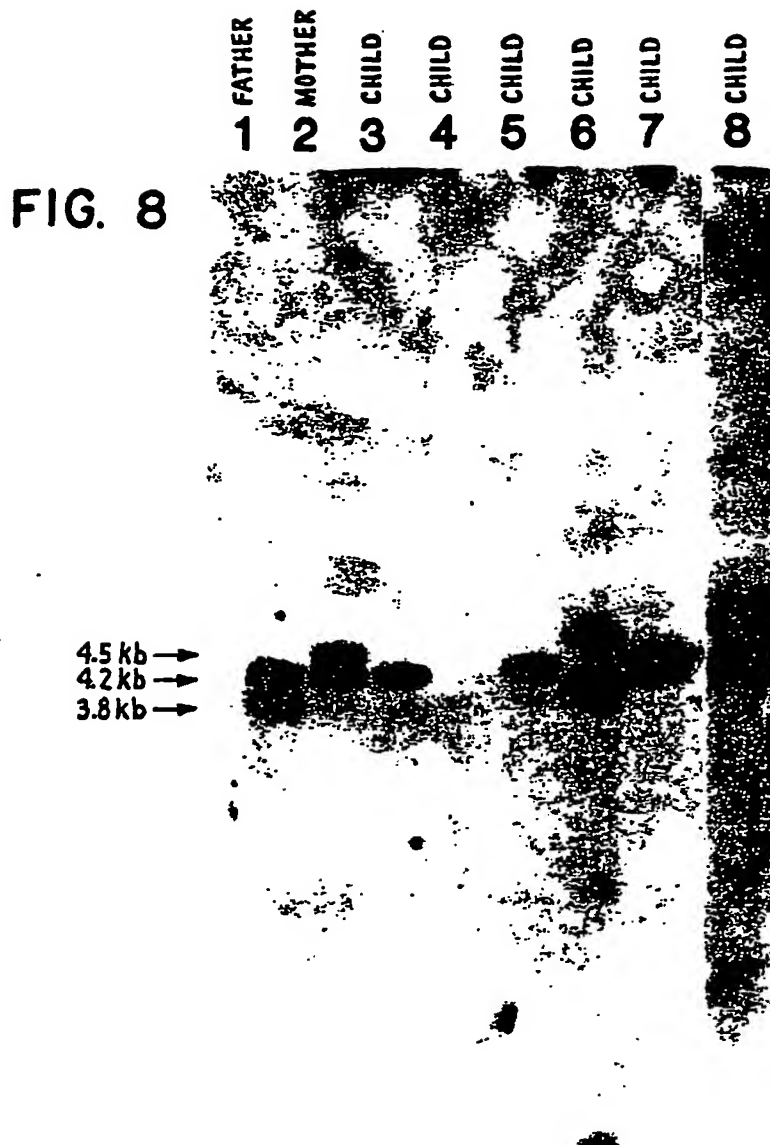 FATHER MOTHER CHILD CHILD CHILD CHILD CHILD CHILD
1 2 3 4 5 6 7 8
FIG. 8
4.5 kb
4.2 kb
3.8 kb